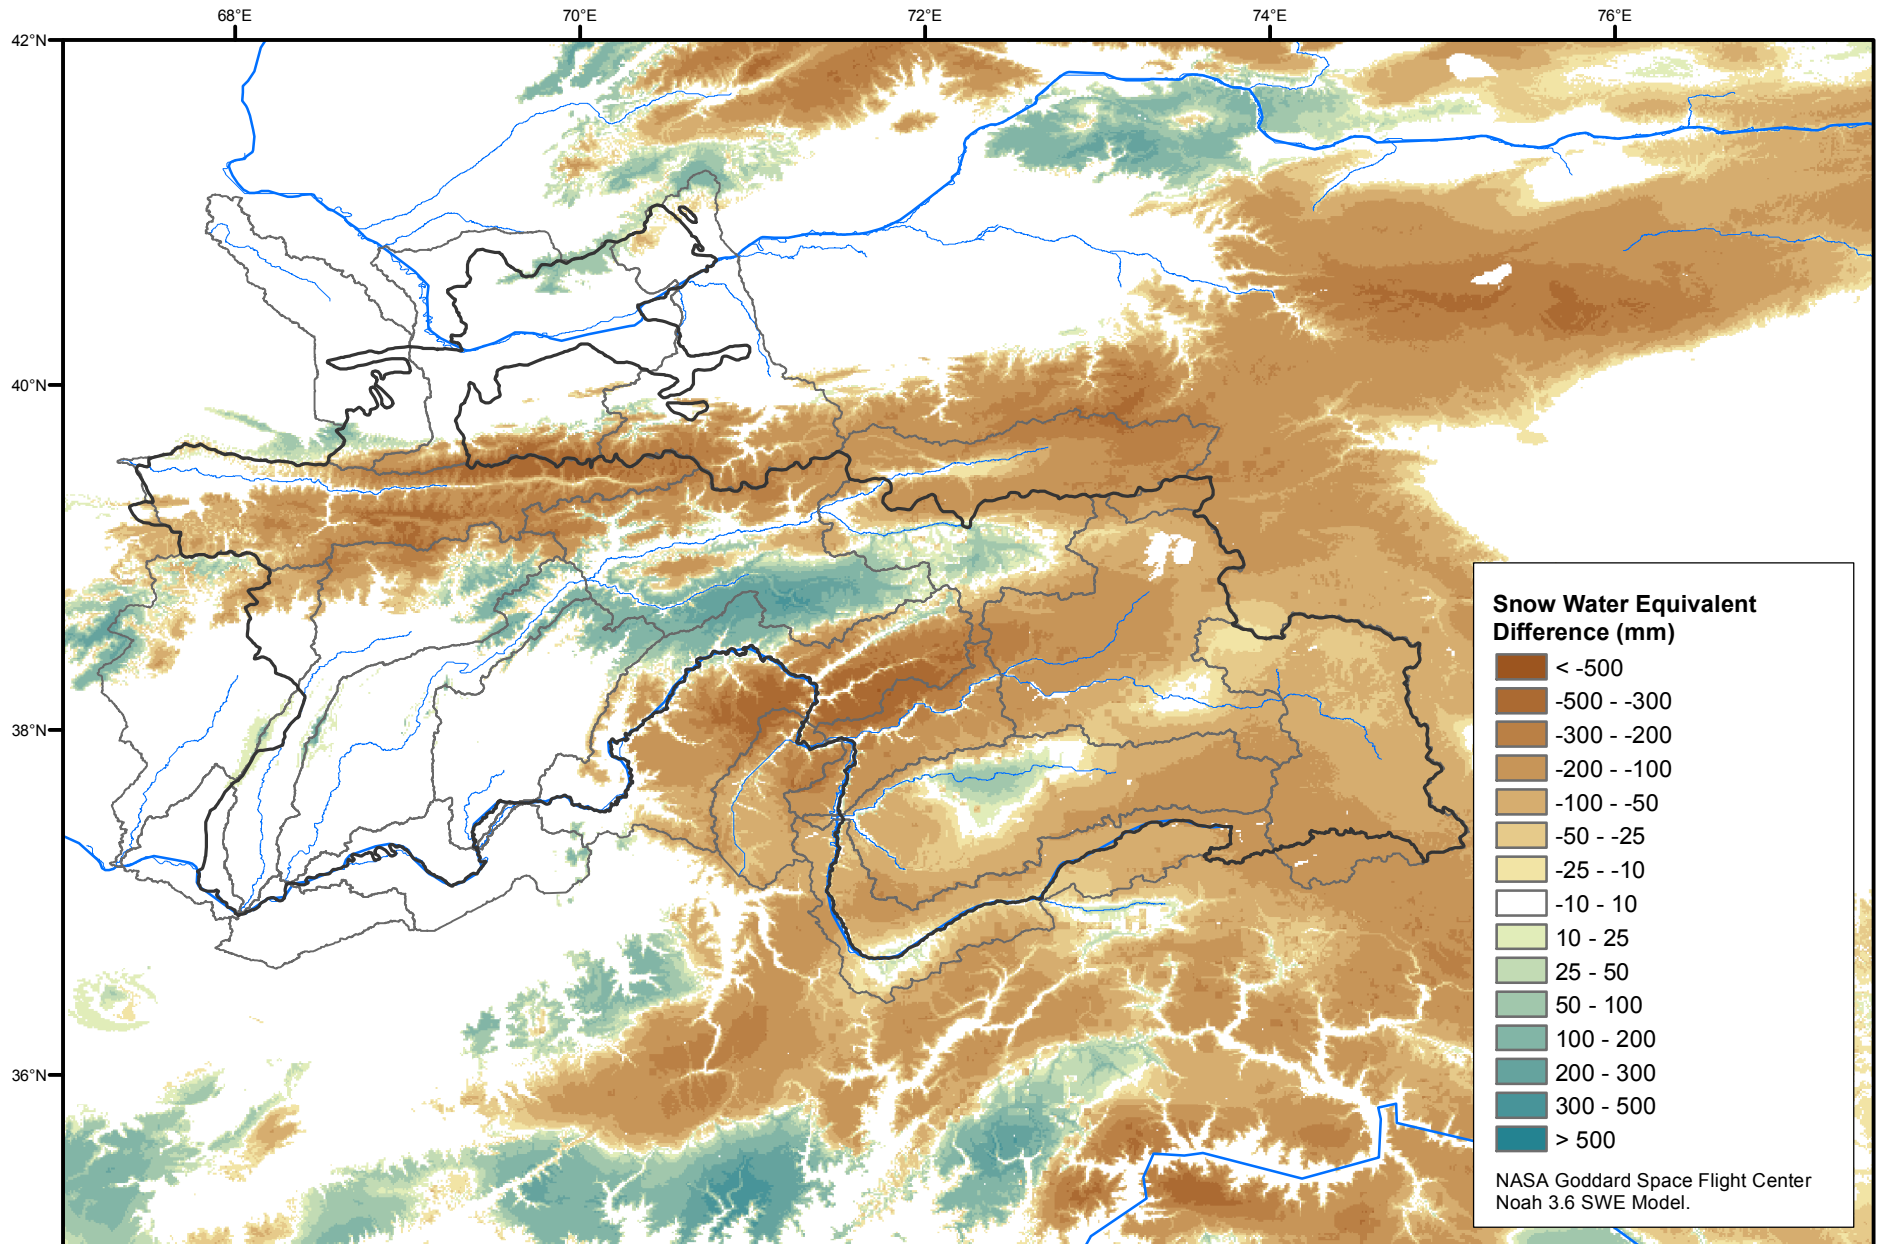 68°E 70°E 72°E 74°E 76°E
42°N
40°N
38°N
36°N
Snow Water Equivalent
Difference (mm)
< -500
-500 - -300
-300 - -200
-200 - -100
-100 - -50
-50 - -25
-25 - -10
-10 - 10
10 - 25
25 - 50
50 - 100
100 - 200
200 - 300
300 - 500
> 500
NASA Goddard Space Flight Center
Noah 3.6 SWE Model.